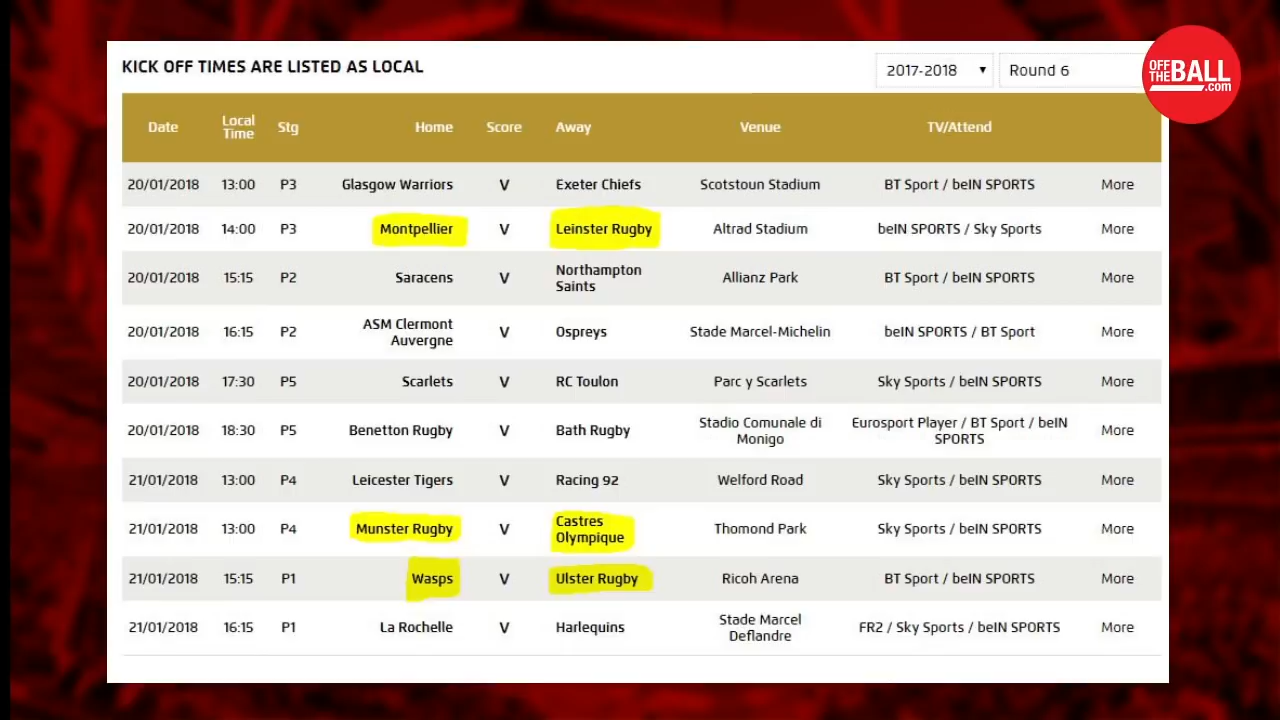 KICK OFF TIMES ARE LISTED AS LOCAL
2017-2018 ▼ Round 6
OFF THE BALL .com
Date Local Time Stg Home Score Away Venue TV/Attend
20/01/2018 13:00 P3 Glasgow Warriors V Exeter Chiefs Scotstoun Stadium BT Sport / beIN SPORTS More
20/01/2018 14:00 P3 Montpellier V Leinster Rugby Altrad Stadium beIN SPORTS / Sky Sports More
20/01/2018 15:15 P2 Saracens V Northampton Saints Allianz Park BT Sport / beIN SPORTS More
20/01/2018 16:15 P2 ASM Clermont Auvergne V Ospreys Stade Marcel-Michelin beIN SPORTS / BT Sport More
20/01/2018 17:30 P5 Scarlets V RC Toulon Parc y Scarlets Sky Sports / beIN SPORTS More
20/01/2018 18:30 P5 Benetton Rugby V Bath Rugby Stadio Comunale di Monigo Eurosport Player / BT Sport / beIN SPORTS More
21/01/2018 13:00 P4 Leicester Tigers V Racing 92 Welford Road Sky Sports / beIN SPORTS More
21/01/2018 13:00 P4 Munster Rugby V Castres Olympique Thomond Park Sky Sports / beIN SPORTS More
21/01/2018 15:15 P1 Wasps V Ulster Rugby Ricoh Arena BT Sport / beIN SPORTS More
21/01/2018 16:15 P1 La Rochelle V Harlequins Stade Marcel Deflandre FR2 / Sky Sports / beIN SPORTS More